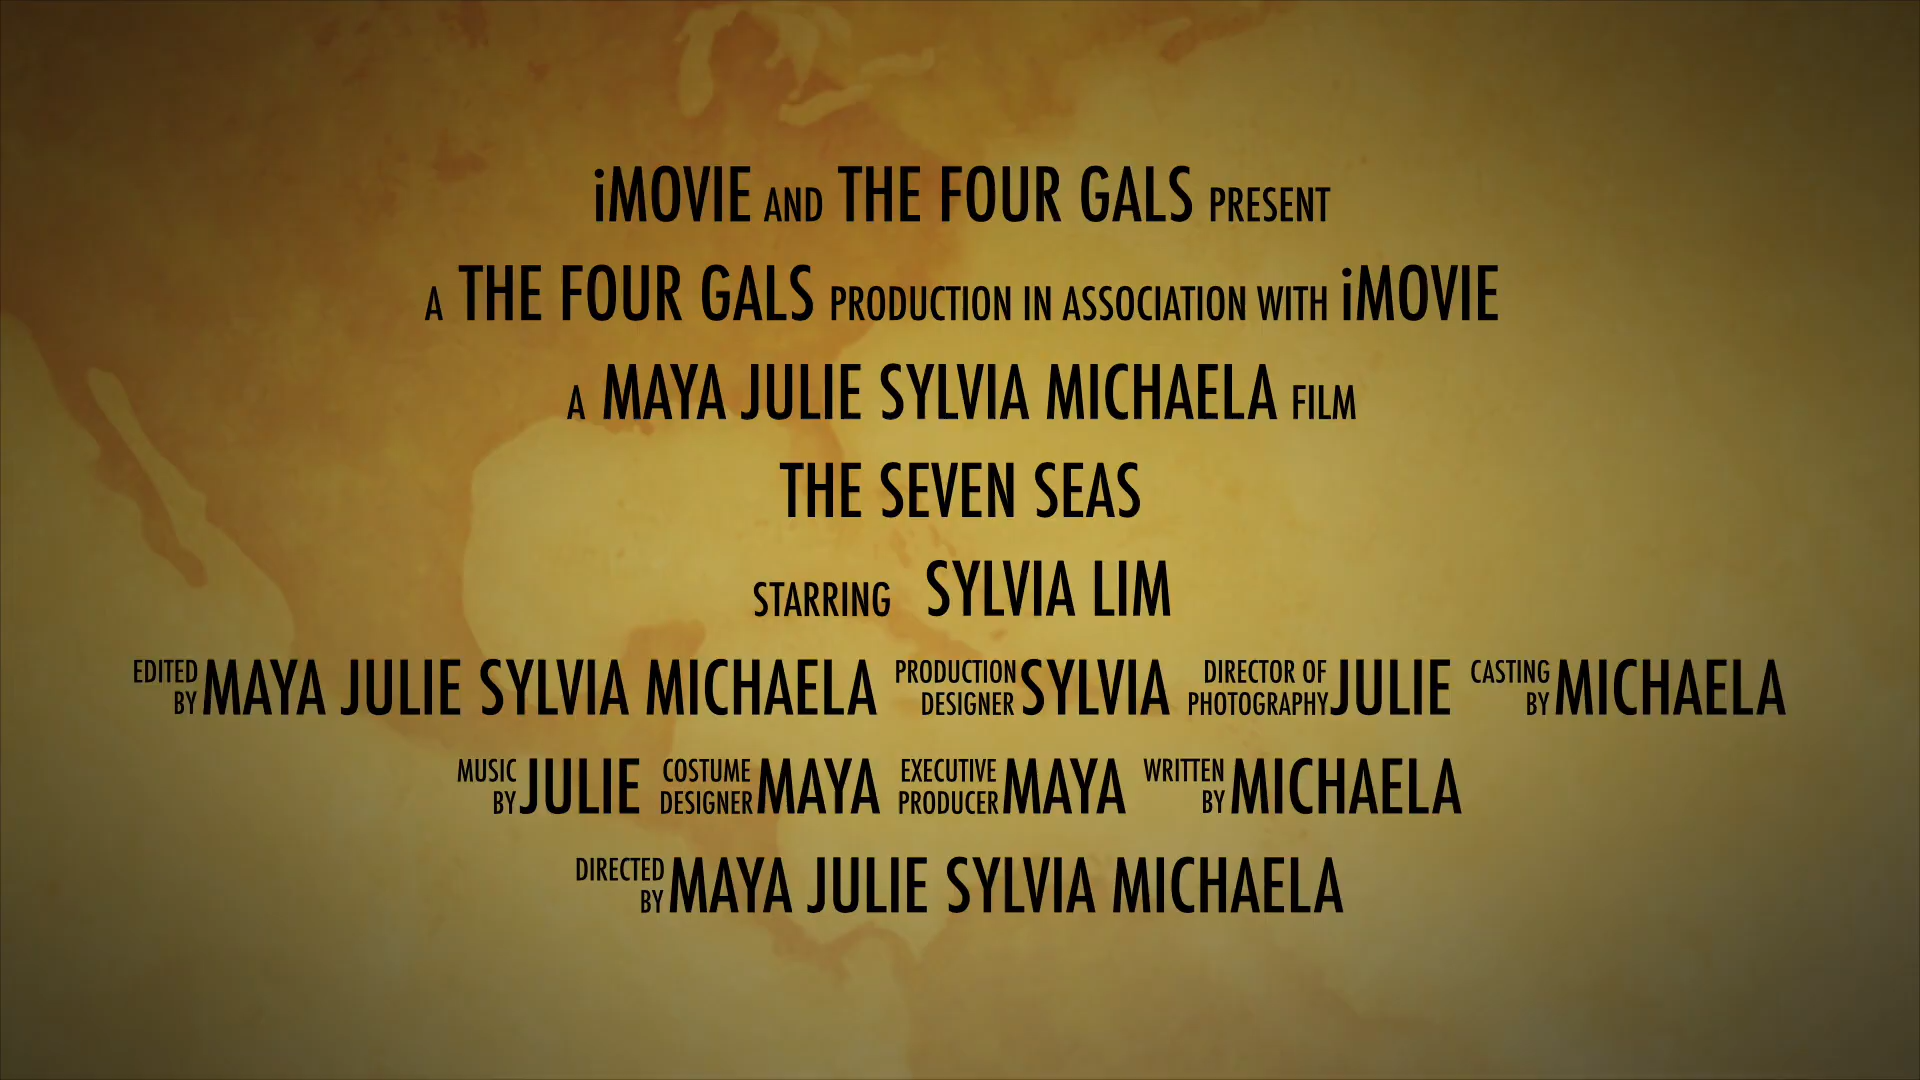 iMOVIE AND THE FOUR GALS PRESENT
A THE FOUR GALS PRODUCTION IN ASSOCIATION WITH iMOVIE
A MAYA JULIE SYLVIA MICHAELA FILM
THE SEVEN SEAS
STARRING SYLVIA LIM
EDITED BY MAYA JULIE SYLVIA MICHAELA PRODUCTION DESIGNER SYLVIA DIRECTOR OF PHOTOGRAPHY JULIE CASTING BY MICHAELA
MUSIC BY JULIE COSTUME DESIGNER MAYA EXECUTIVE PRODUCER MAYA WRITTEN BY MICHAELA
DIRECTED BY MAYA JULIE SYLVIA MICHAELA